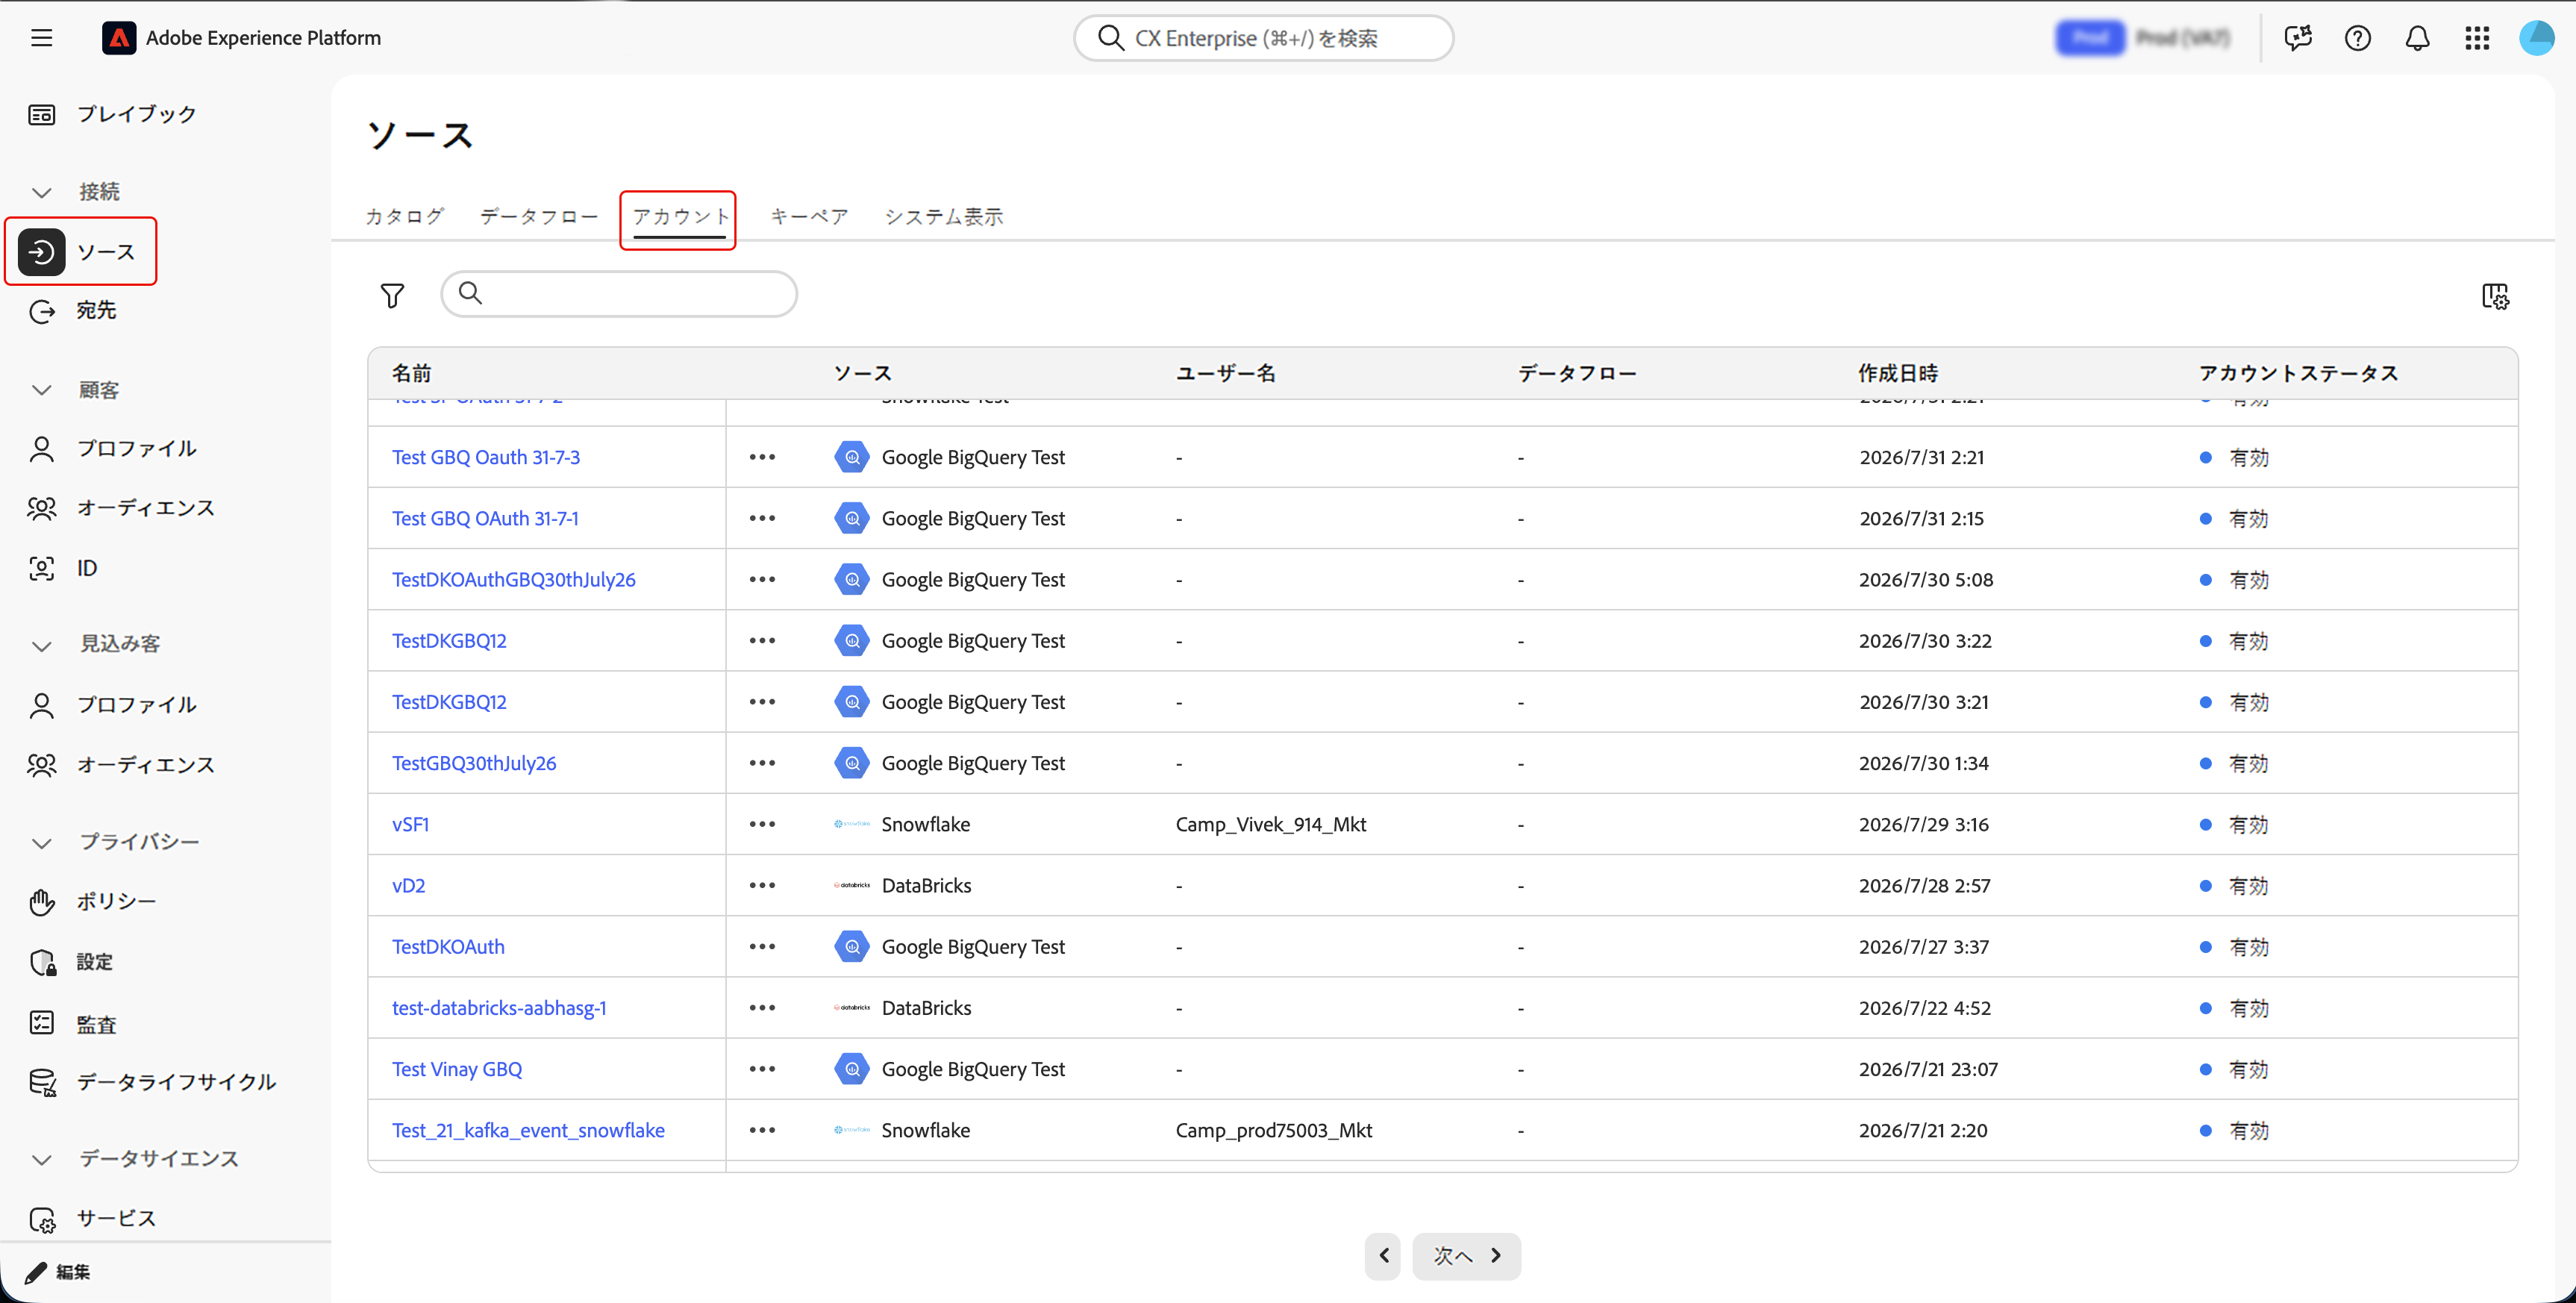 Adobe Experience Platform
CX Enterprise (⌘+/) を検索
Prod
Prod (VA7)
プレイブック
接続
ソース
宛先
顧客
プロファイル
オーディエンス
ID
見込み客
プロファイル
オーディエンス
プライバシー
ポリシー
設定
監査
データライフサイクル
データサイエンス
サービス
編集
ソース
カタログ データフロー アカウント キーペア システム表示
名前 ソース ユーザー名 データフロー 作成日時 アカウントステータス
Test GBQ Oauth 31-7-3 ••• Google BigQuery Test - - 2026/7/31 2:21 有効
Test GBQ OAuth 31-7-1 ••• Google BigQuery Test - - 2026/7/31 2:15 有効
TestDKOAuthGBQ30thJuly26 ••• Google BigQuery Test - - 2026/7/30 5:08 有効
TestDKGBQ12 ••• Google BigQuery Test - - 2026/7/30 3:22 有効
TestDKGBQ12 ••• Google BigQuery Test - - 2026/7/30 3:21 有効
TestGBQ30thJuly26 ••• Google BigQuery Test - - 2026/7/30 1:34 有効
vSF1 ••• snowflake Snowflake Camp_Vivek_914_Mkt - 2026/7/29 3:16 有効
vD2 ••• databricks DataBricks - - 2026/7/28 2:57 有効
TestDKOAuth ••• Google BigQuery Test - - 2026/7/27 3:37 有効
test-databricks-aabhasg-1 ••• databricks DataBricks - - 2026/7/22 4:52 有効
Test Vinay GBQ ••• Google BigQuery Test - - 2026/7/21 23:07 有効
Test_21_kafka_event_snowflake ••• snowflake Snowflake Camp_prod75003_Mkt - 2026/7/21 2:20 有効
次へ